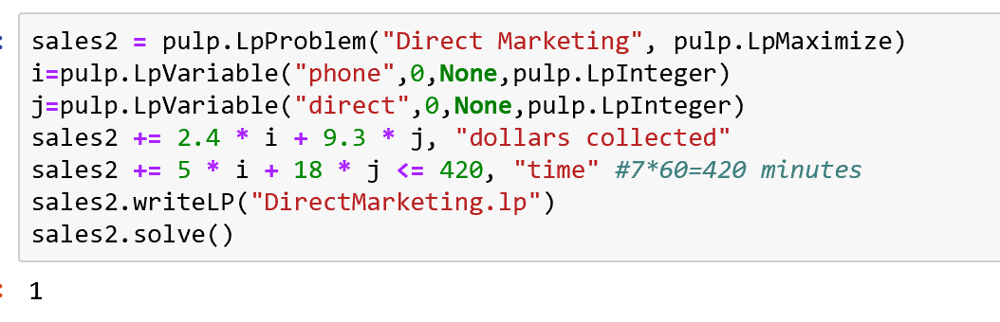 sales2 = pulp.LpProblem("Direct Marketing", pulp.LpMaximize)
i=pulp.LpVariable("phone",0,None,pulp.LpInteger)
j=pulp.LpVariable("direct",0,None,pulp.LpInteger)
sales2 += 2.4 * i + 9.3 * j, "dollars collected"
sales2 += 5 * i + 18 * j <= 420, "time" #7*60=420 minutes
sales2.writeLP("DirectMarketing.lp")
sales2.solve()
1